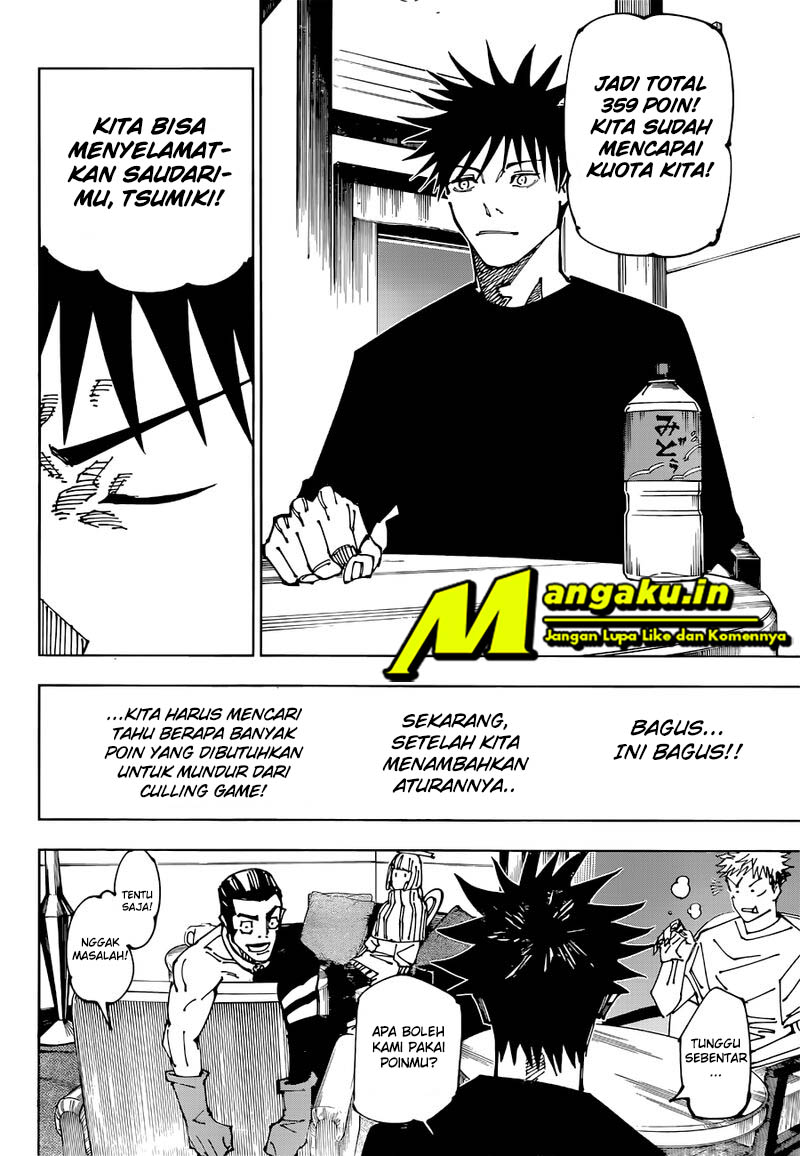 JADI TOTAL
359 POIN!
KITA SUDAH
MENCAPAI
KUOTA KITA!
KITA BISA
MENYELAMAT-
KAN SAUDARI-
MU, TSUMIKI!
みどぅ
Mangaku.in
Jangan Lupa Like dan Komennya
BAGUS...
INI BAGUS!!
SEKARANG,
SETELAH KITA
MENAMBAHKAN
ATURANNYA..
...KITA HARUS MENCARI
TAHU BERAPA BANYAK
POIN YANG DIBUTUHKAN
UNTUK MUNDUR DARI
CULLING GAME!
TUNGGU
SEBENTAR
...
APA BOLEH
KAMI PAKAI
POINMU?
TENTU
SAJA!
NGGAK
MASALAH!